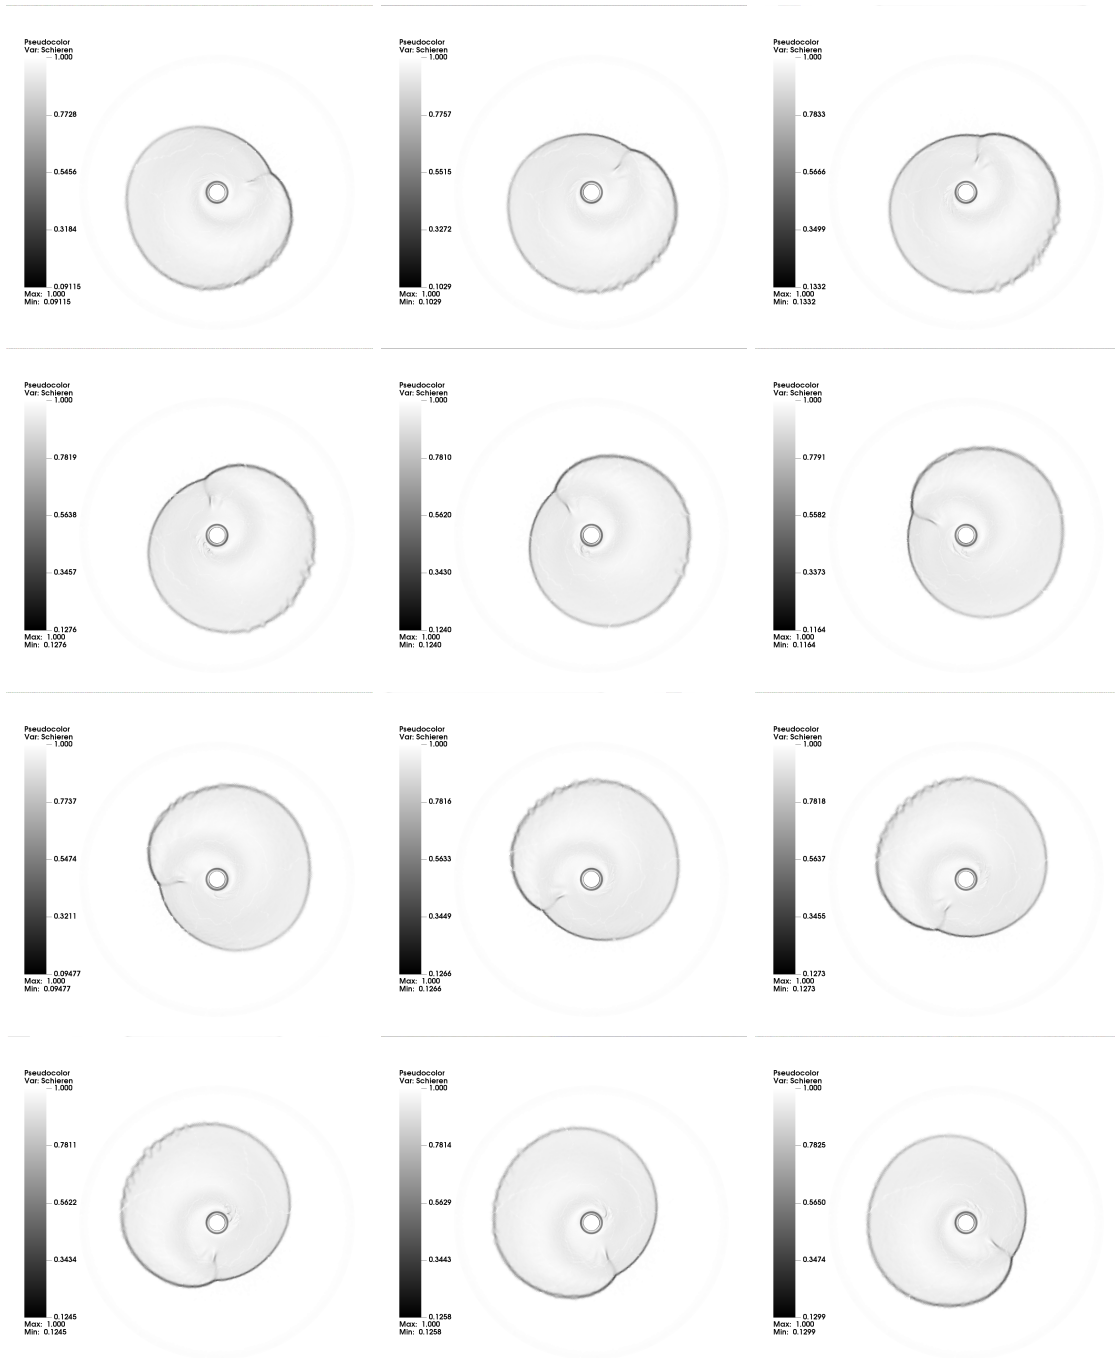 Pseudocolor
Var: Schieren
1.000
0.7728
0.5456
0.3184
0.09115
Max: 1.000
Min: 0.09115
Pseudocolor
Var: Schieren
1.000
0.7757
0.5515
0.3272
0.1029
Max: 1.000
Min: 0.1029
Pseudocolor
Var: Schieren
1.000
0.7833
0.5666
0.3499
0.1332
Max: 1.000
Min: 0.1332
Pseudocolor
Var: Schieren
1.000
0.7819
0.5638
0.3457
0.1276
Max: 1.000
Min: 0.1276
Pseudocolor
Var: Schieren
1.000
0.7810
0.5620
0.3430
0.1240
Max: 1.000
Min: 0.1240
Pseudocolor
Var: Schieren
1.000
0.7791
0.5582
0.3373
0.1164
Max: 1.000
Min: 0.1164
Pseudocolor
Var: Schieren
1.000
0.7737
0.5474
0.3211
0.09477
Max: 1.000
Min: 0.09477
Pseudocolor
Var: Schieren
1.000
0.7816
0.5633
0.3449
0.1266
Max: 1.000
Min: 0.1266
Pseudocolor
Var: Schieren
1.000
0.7818
0.5637
0.3455
0.1273
Max: 1.000
Min: 0.1273
Pseudocolor
Var: Schieren
1.000
0.7811
0.5622
0.3434
0.1245
Max: 1.000
Min: 0.1245
Pseudocolor
Var: Schieren
1.000
0.7814
0.5629
0.3443
0.1258
Max: 1.000
Min: 0.1258
Pseudocolor
Var: Schieren
1.000
0.7825
0.5650
0.3474
0.1299
Max: 1.000
Min: 0.1299